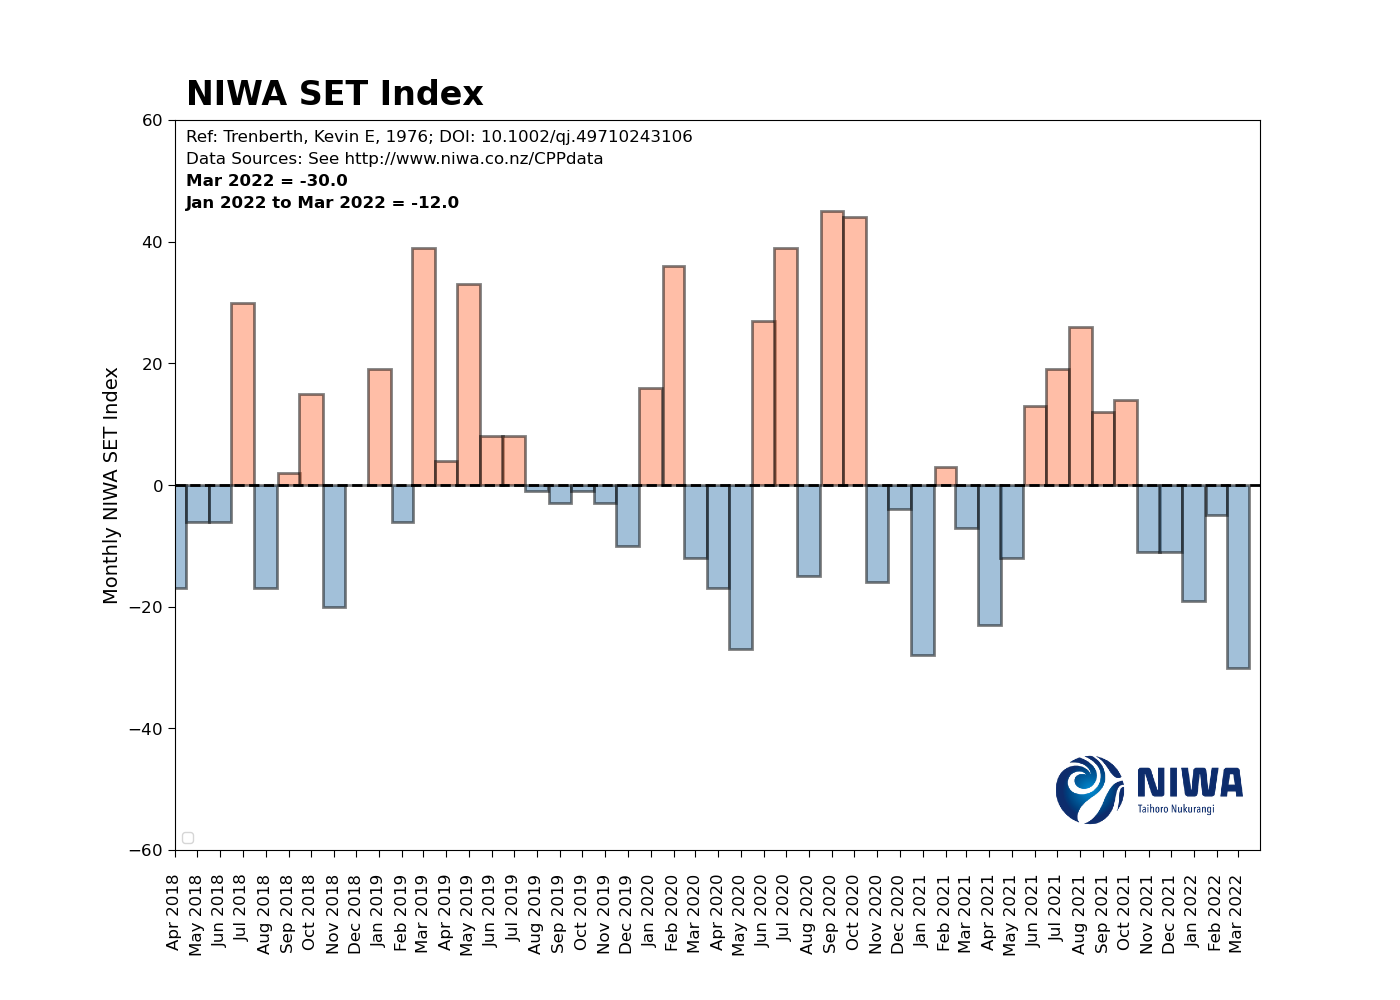 NIWA SET Index
Ref: Trenberth, Kevin E, 1976; DOI: 10.1002/qj.49710243106
Data Sources: See http://www.niwa.co.nz/CPPdata
Mar 2022 = -30.0
Jan 2022 to Mar 2022 = -12.0
Monthly NIWA SET Index
60
40
20
0
−20
−40
−60
NIWA
Taihoro Nukurangi
Apr 2018
May 2018
Jun 2018
Jul 2018
Aug 2018
Sep 2018
Oct 2018
Nov 2018
Dec 2018
Jan 2019
Feb 2019
Mar 2019
Apr 2019
May 2019
Jun 2019
Jul 2019
Aug 2019
Sep 2019
Oct 2019
Nov 2019
Dec 2019
Jan 2020
Feb 2020
Mar 2020
Apr 2020
May 2020
Jun 2020
Jul 2020
Aug 2020
Sep 2020
Oct 2020
Nov 2020
Dec 2020
Jan 2021
Feb 2021
Mar 2021
Apr 2021
May 2021
Jun 2021
Jul 2021
Aug 2021
Sep 2021
Oct 2021
Nov 2021
Dec 2021
Jan 2022
Feb 2022
Mar 2022